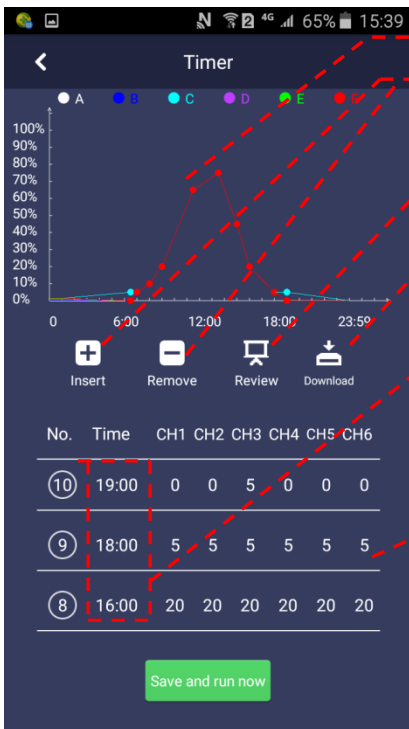 N 2 4G 65% 15:39
Timer
A B C D E F
100%
90%
80%
70%
60%
50%
40%
30%
20%
10%
0%
0 6:00 12:00 18:00 23:59
Insert Remove Review Download
No. Time CH1 CH2 CH3 CH4 CH5 CH6
10 19:00 0 0 5 0 0 0
9 18:00 5 5 5 5 5 5
8 16:00 20 20 20 20 20 20
Save and run now